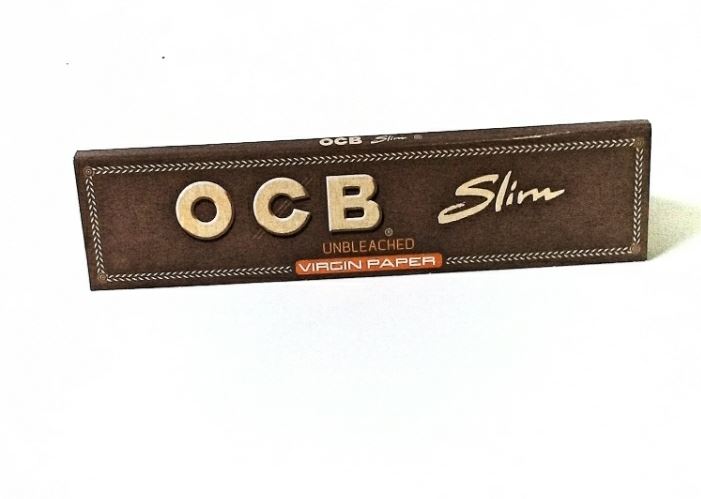 OCB Slim
OCB® Slim
UNBLEACHED
VIRGIN PAPER